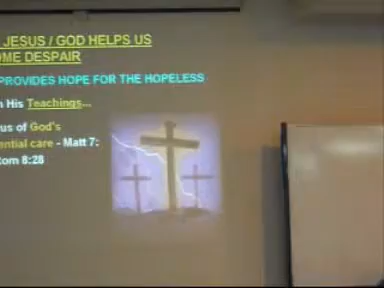 JESUS / GOD HELPS US
OME DESPAIR
PROVIDES HOPE FOR THE HOPELESS
n His Teachings...
us of God's
ential care - Matt 7:
om 8:28